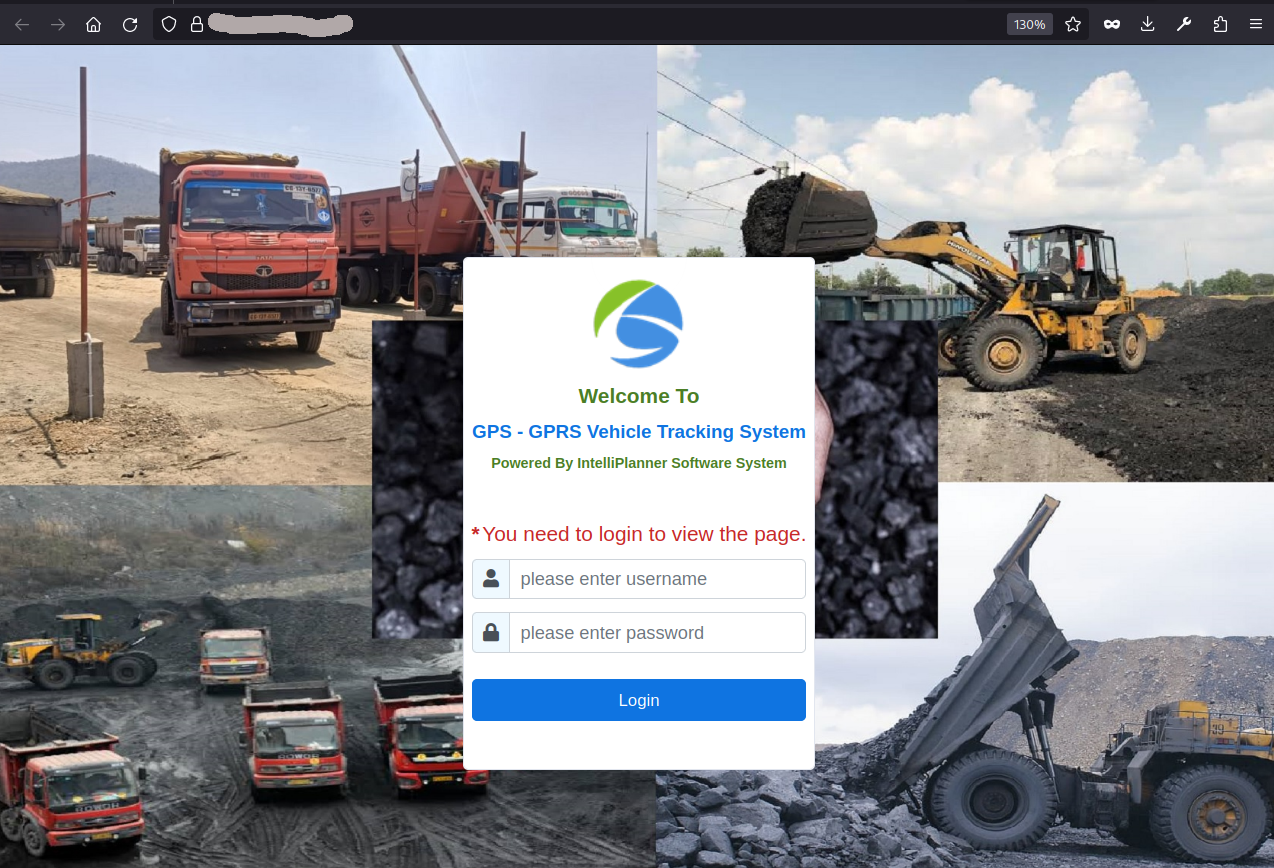 130%
Welcome To
GPS - GPRS Vehicle Tracking System
Powered By IntelliPlanner Software System
*You need to login to view the page.
please enter username
please enter password
Login
39